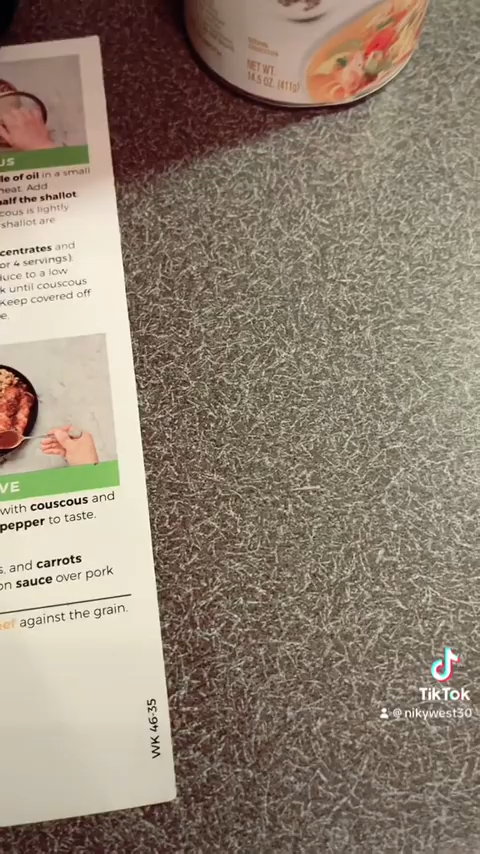 NET WT.
14.5 OZ. (411g)
US
le of oil in a small
heat. Add
half the shallot
cous is lightly
shallot are
centrates and
or 4 servings).
duce to a low
k until couscous
Keep covered off
e.
VE
with couscous and
pepper to taste.
s, and carrots
on sauce over pork
eef against the grain.
WK 46-35
TikTok
@nikywest30